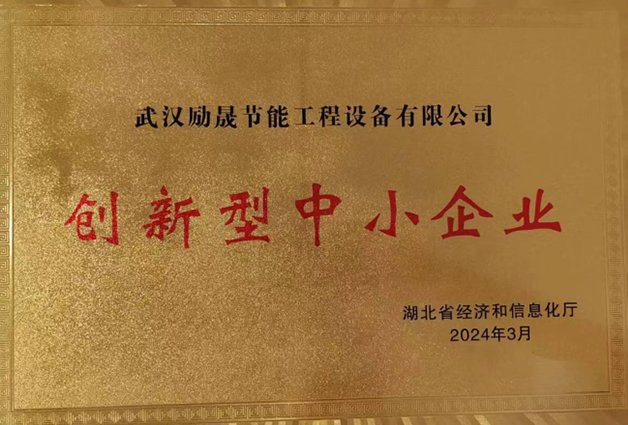 武汉励晟节能工程设备有限公司
创新型中小企业
湖北省经济和信息化厅
2024年3月